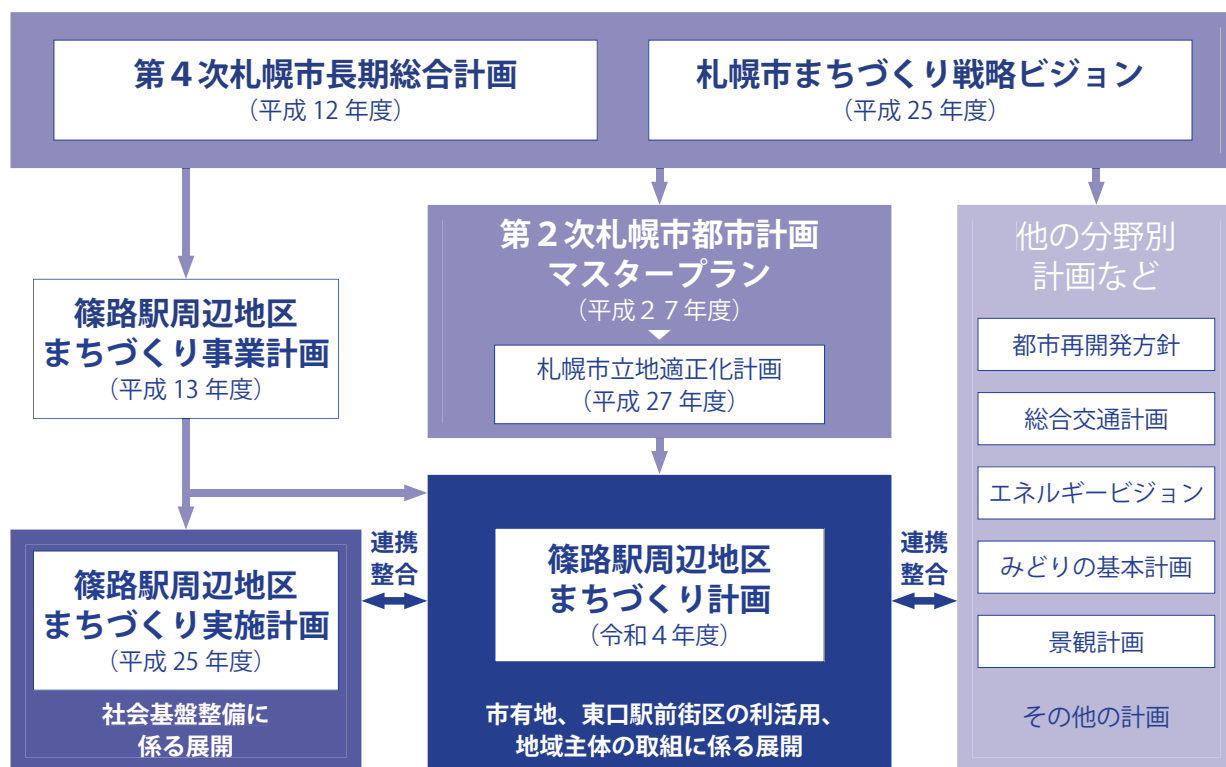 第４次札幌市長期総合計画
（平成 12 年度）
札幌市まちづくり戦略ビジョン
（平成 25 年度）
篠路駅周辺地区
まちづくり事業計画
（平成 13 年度）
第２次札幌市都市計画
マスタープラン
（平成２７年度）
札幌市立地適正化計画
（平成 27 年度）
他の分野別
計画など
都市再開発方針
総合交通計画
エネルギービジョン
みどりの基本計画
景観計画
その他の計画
篠路駅周辺地区
まちづくり実施計画
（平成 25 年度）
社会基盤整備に
係る展開
連携
整合
篠路駅周辺地区
まちづくり計画
（令和４年度）
市有地、東口駅前街区の利活用、
地域主体の取組に係る展開
連携
整合